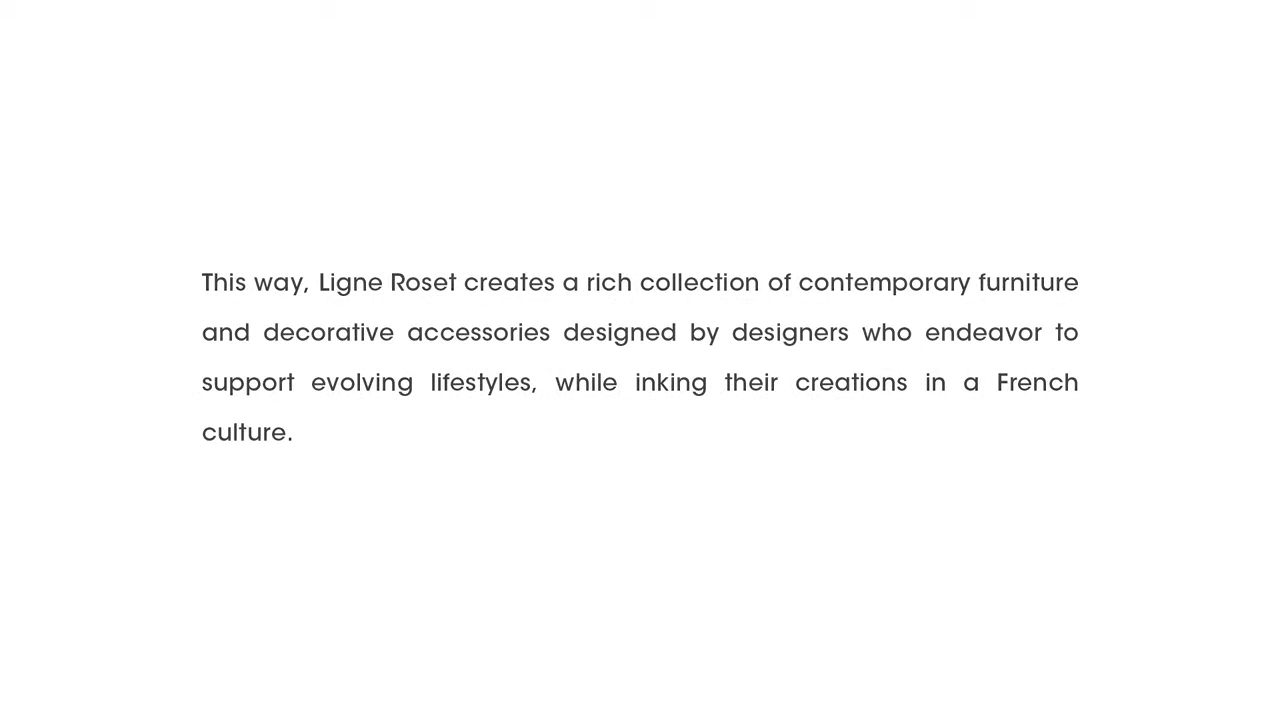 This way, Ligne Roset creates a rich collection of contemporary furniture
and decorative accessories designed by designers who endeavor to
support evolving lifestyles, while inking their creations in a French
culture.